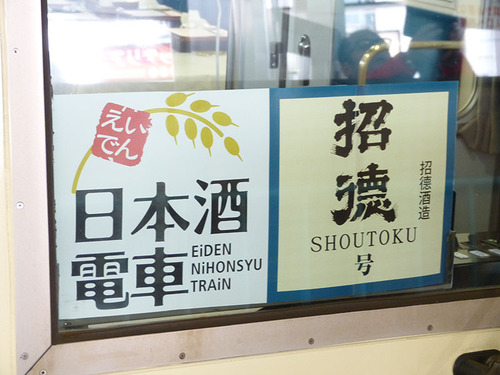 えいでん
日本酒
電車
EiDEN
NiHONSYU
TRAiN
招徳
SHOUTOKU
号
招徳酒造